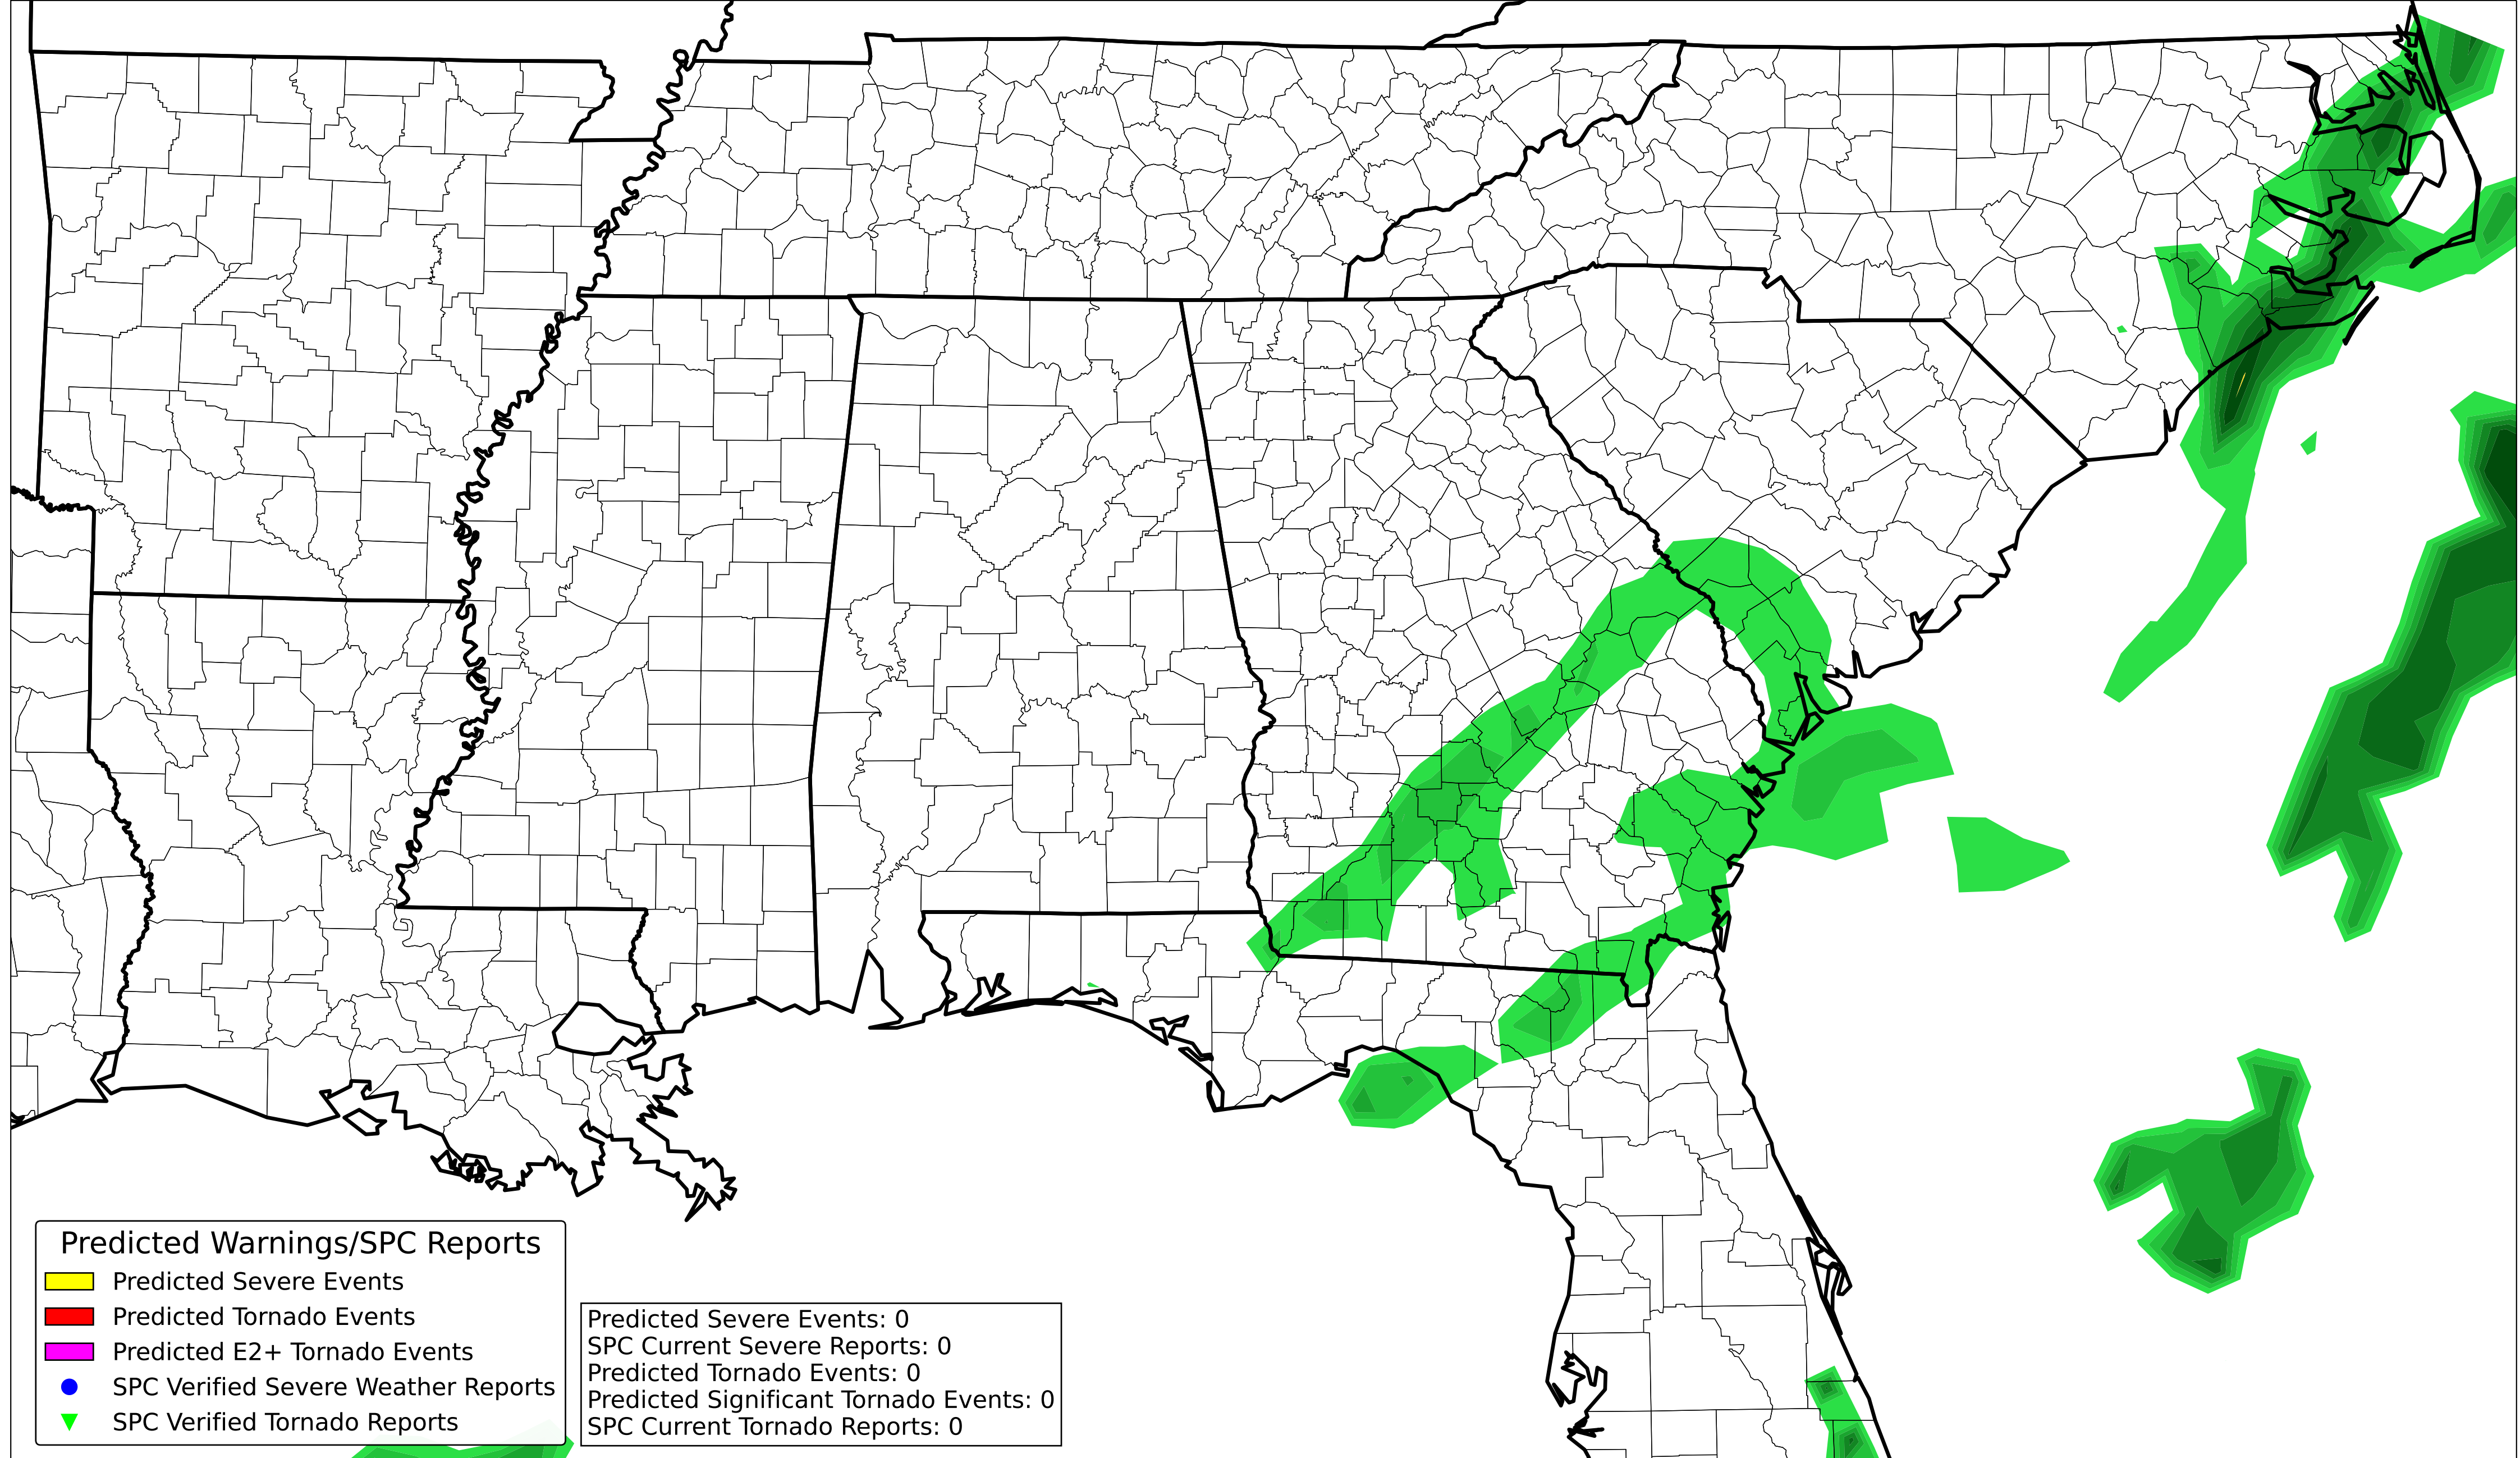 Predicted Warnings/SPC Reports
Predicted Severe Events
Predicted Tornado Events
Predicted E2+ Tornado Events
SPC Verified Severe Weather Reports
SPC Verified Tornado Reports
Predicted Severe Events: 0
SPC Current Severe Reports: 0
Predicted Tornado Events: 0
Predicted Significant Tornado Events: 0
SPC Current Tornado Reports: 0